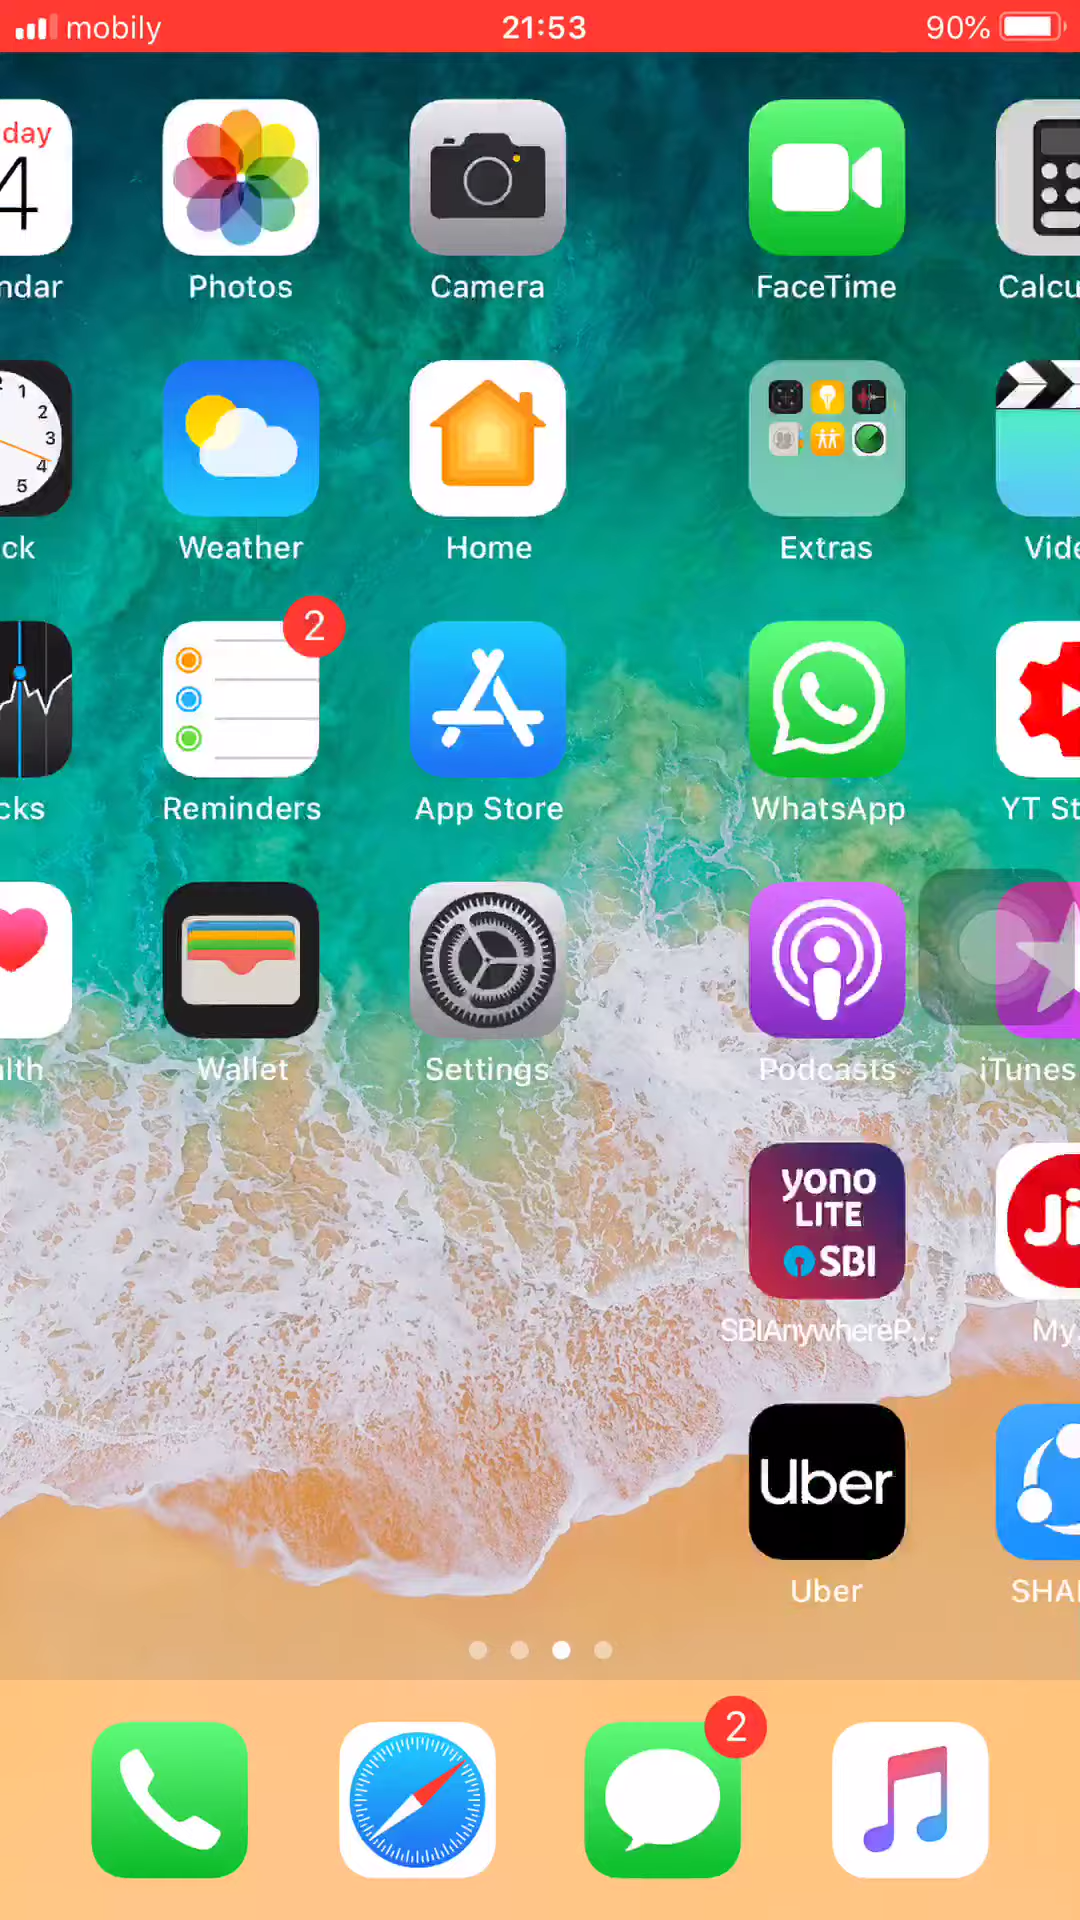 mobily 21:53 90%
day
4
ndar Photos Camera FaceTime Calcu
1
2
3
4
5
ck Weather Home Extras Vide
2
cks Reminders App Store WhatsApp YT St
lth Wallet Settings Podcasts iTunes
yono
LITE
SBI
Ji
SBIAnywhereP... My
Uber
Uber SHA
2